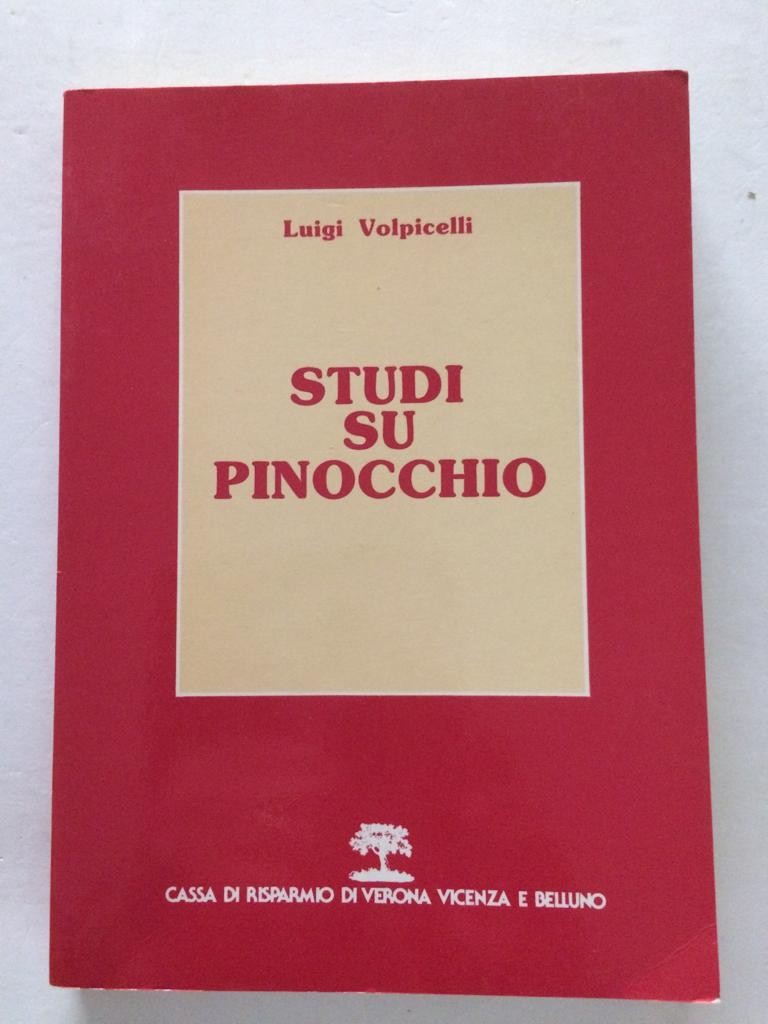 Luigi Volpicelli
STUDI
SU
PINOCCHIO
CASSA DI RISPARMIO DI VERONA VICENZA E BELLUNO